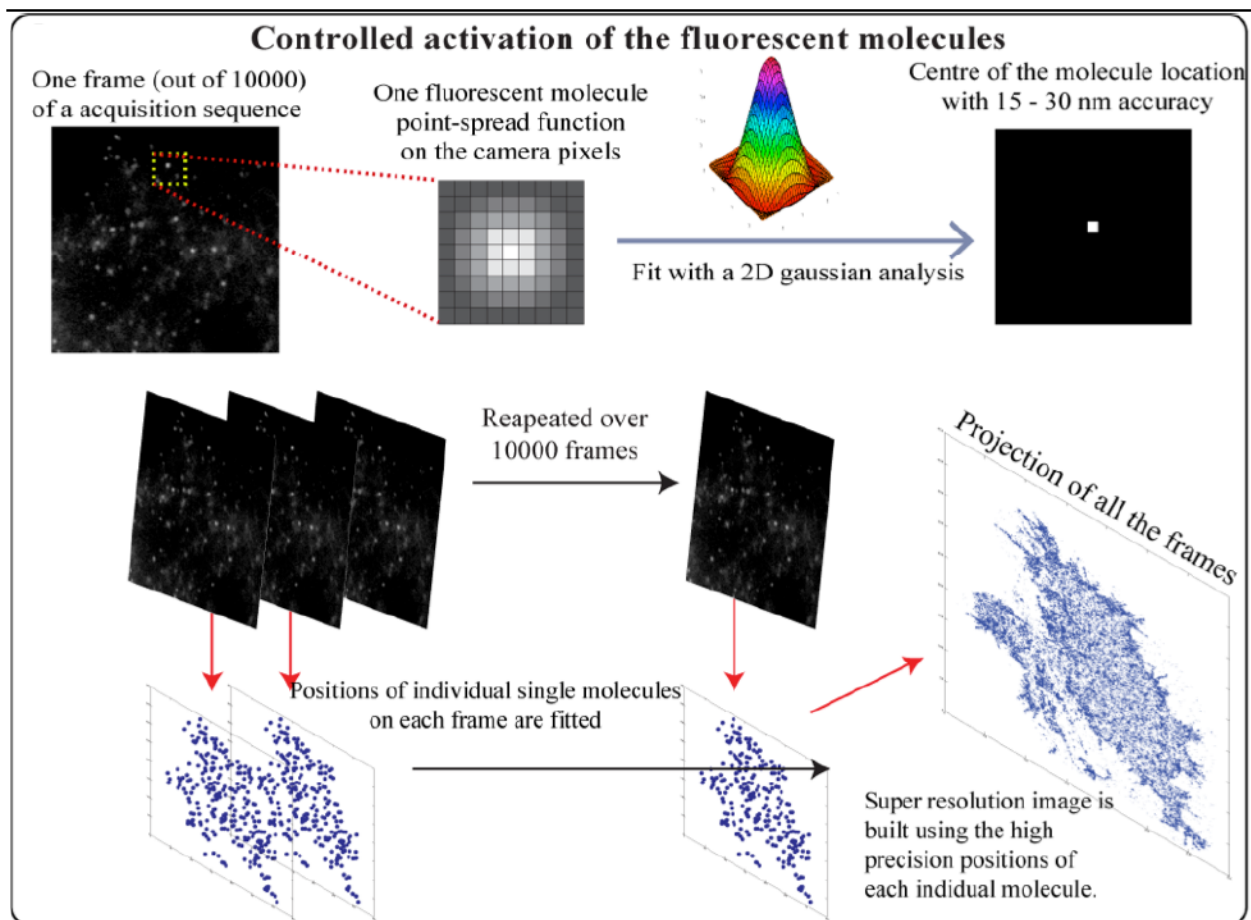 Controlled activation of the fluorescent molecules
One frame (out of 10000)
of a acquisition sequence
One fluorescent molecule
point-spread function
on the camera pixels
Centre of the molecule location
with 15 - 30 nm accuracy
Fit with a 2D gaussian analysis
Reapeated over
10000 frames
Projection of all the frames
Positions of individual single molecules
on each frame are fitted
Super resolution image is
built using the high
precision positions of
each indidual molecule.